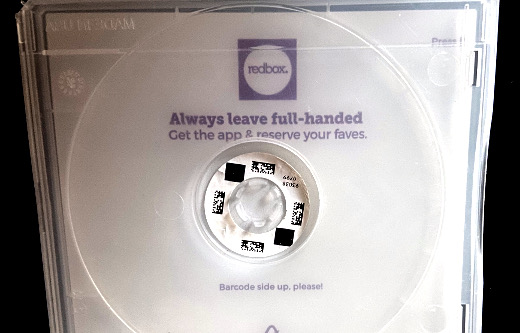 redbox.
Always leave full-handed
Get the app & reserve your faves.
Barcode side up, please!